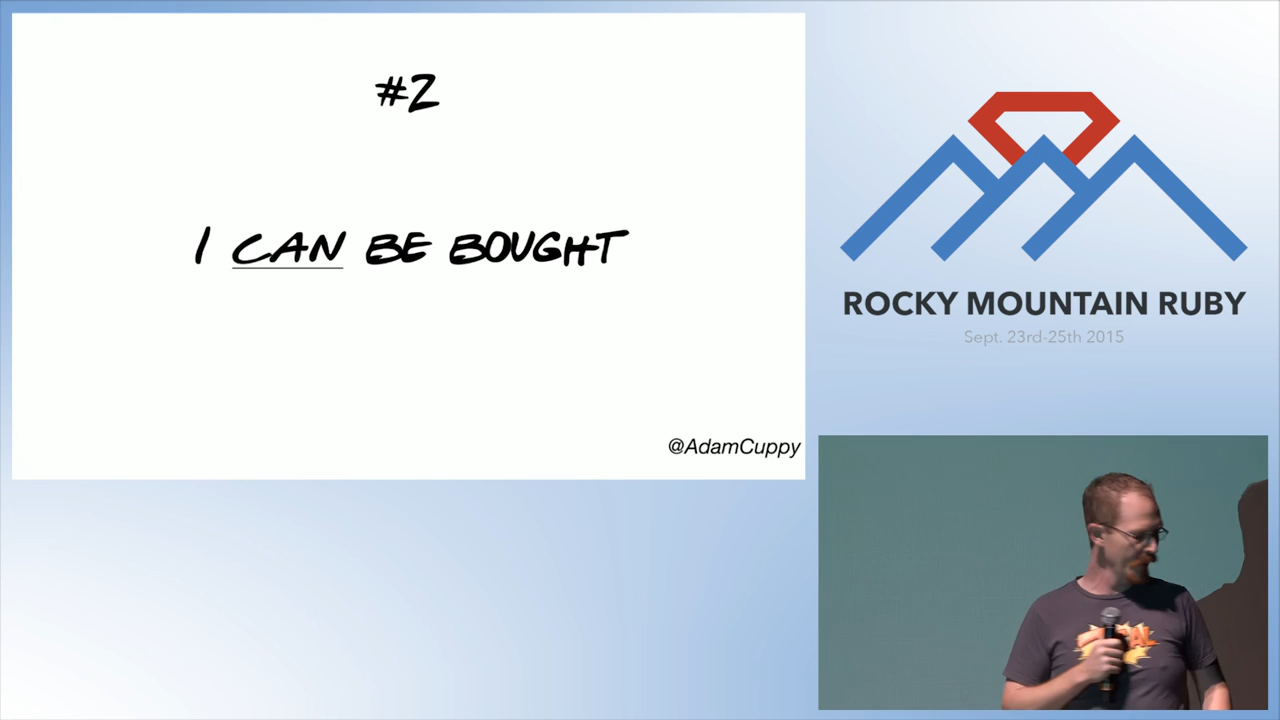 #2
I CAN BE BOUGHT
@AdamCuppy
ROCKY MOUNTAIN RUBY
Sept. 23rd-25th 2015